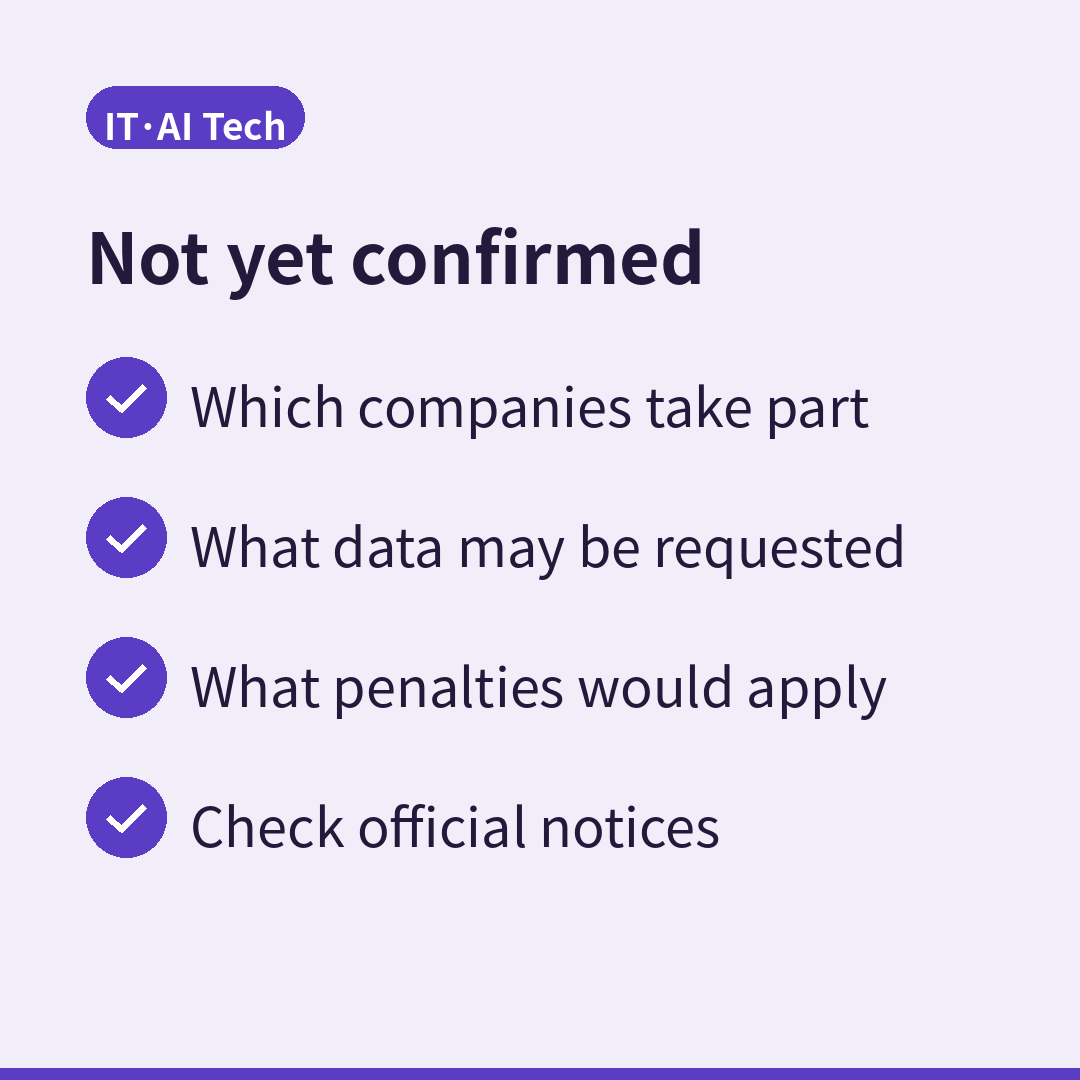 IT·AI Tech
Not yet confirmed
Which companies take part
What data may be requested
What penalties would apply
Check official notices